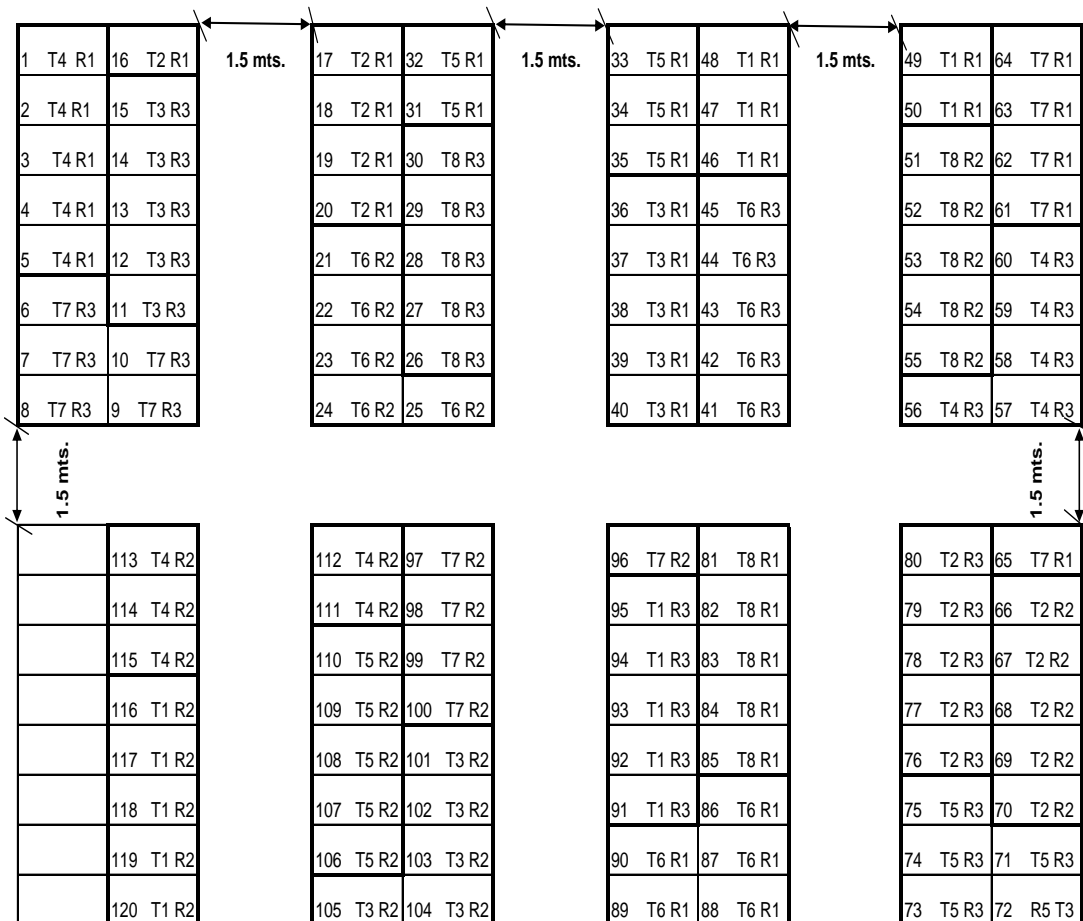 1.5 mts. 1.5 mts. 1.5 mts.
1 T4 R1 16 T2 R1 17 T2 R1 32 T5 R1 33 T5 R1 48 T1 R1 49 T1 R1 64 T7 R1
2 T4 R1 15 T3 R3 18 T2 R1 31 T5 R1 34 T5 R1 47 T1 R1 50 T1 R1 63 T7 R1
3 T4 R1 14 T3 R3 19 T2 R1 30 T8 R3 35 T5 R1 46 T1 R1 51 T8 R2 62 T7 R1
4 T4 R1 13 T3 R3 20 T2 R1 29 T8 R3 36 T3 R1 45 T6 R3 52 T8 R2 61 T7 R1
5 T4 R1 12 T3 R3 21 T6 R2 28 T8 R3 37 T3 R1 44 T6 R3 53 T8 R2 60 T4 R3
6 T7 R3 11 T3 R3 22 T6 R2 27 T8 R3 38 T3 R1 43 T6 R3 54 T8 R2 59 T4 R3
7 T7 R3 10 T7 R3 23 T6 R2 26 T8 R3 39 T3 R1 42 T6 R3 55 T8 R2 58 T4 R3
8 T7 R3 9 T7 R3 24 T6 R2 25 T6 R2 40 T3 R1 41 T6 R3 56 T4 R3 57 T4 R3
1.5 mts. 1.5 mts.
113 T4 R2 112 T4 R2 97 T7 R2 96 T7 R2 81 T8 R1 80 T2 R3 65 T7 R1
114 T4 R2 111 T4 R2 98 T7 R2 95 T1 R3 82 T8 R1 79 T2 R3 66 T2 R2
115 T4 R2 110 T5 R2 99 T7 R2 94 T1 R3 83 T8 R1 78 T2 R3 67 T2 R2
116 T1 R2 109 T5 R2 100 T7 R2 93 T1 R3 84 T8 R1 77 T2 R3 68 T2 R2
117 T1 R2 108 T5 R2 101 T3 R2 92 T1 R3 85 T8 R1 76 T2 R3 69 T2 R2
118 T1 R2 107 T5 R2 102 T3 R2 91 T1 R3 86 T6 R1 75 T5 R3 70 T2 R2
119 T1 R2 106 T5 R2 103 T3 R2 90 T6 R1 87 T6 R1 74 T5 R3 71 T5 R3
120 T1 R2 105 T3 R2 104 T3 R2 89 T6 R1 88 T6 R1 73 T5 R3 72 R5 T3